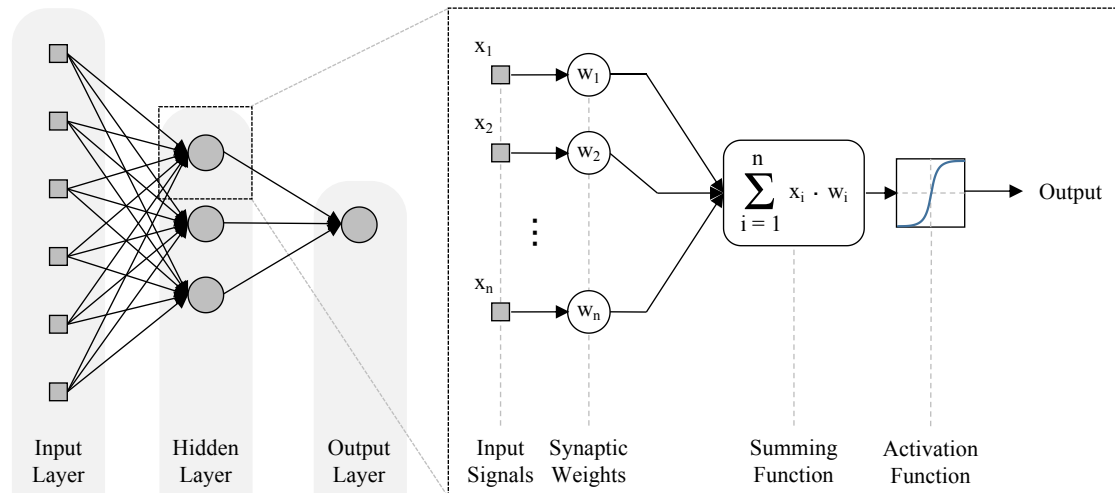 Input
Layer
Hidden
Layer
Output
Layer
x₁
w₁
x₂
w₂
⋮
xₙ
wₙ
n
∑ xᵢ · wᵢ
i = 1
Output
Input
Signals
Synaptic
Weights
Summing
Function
Activation
Function